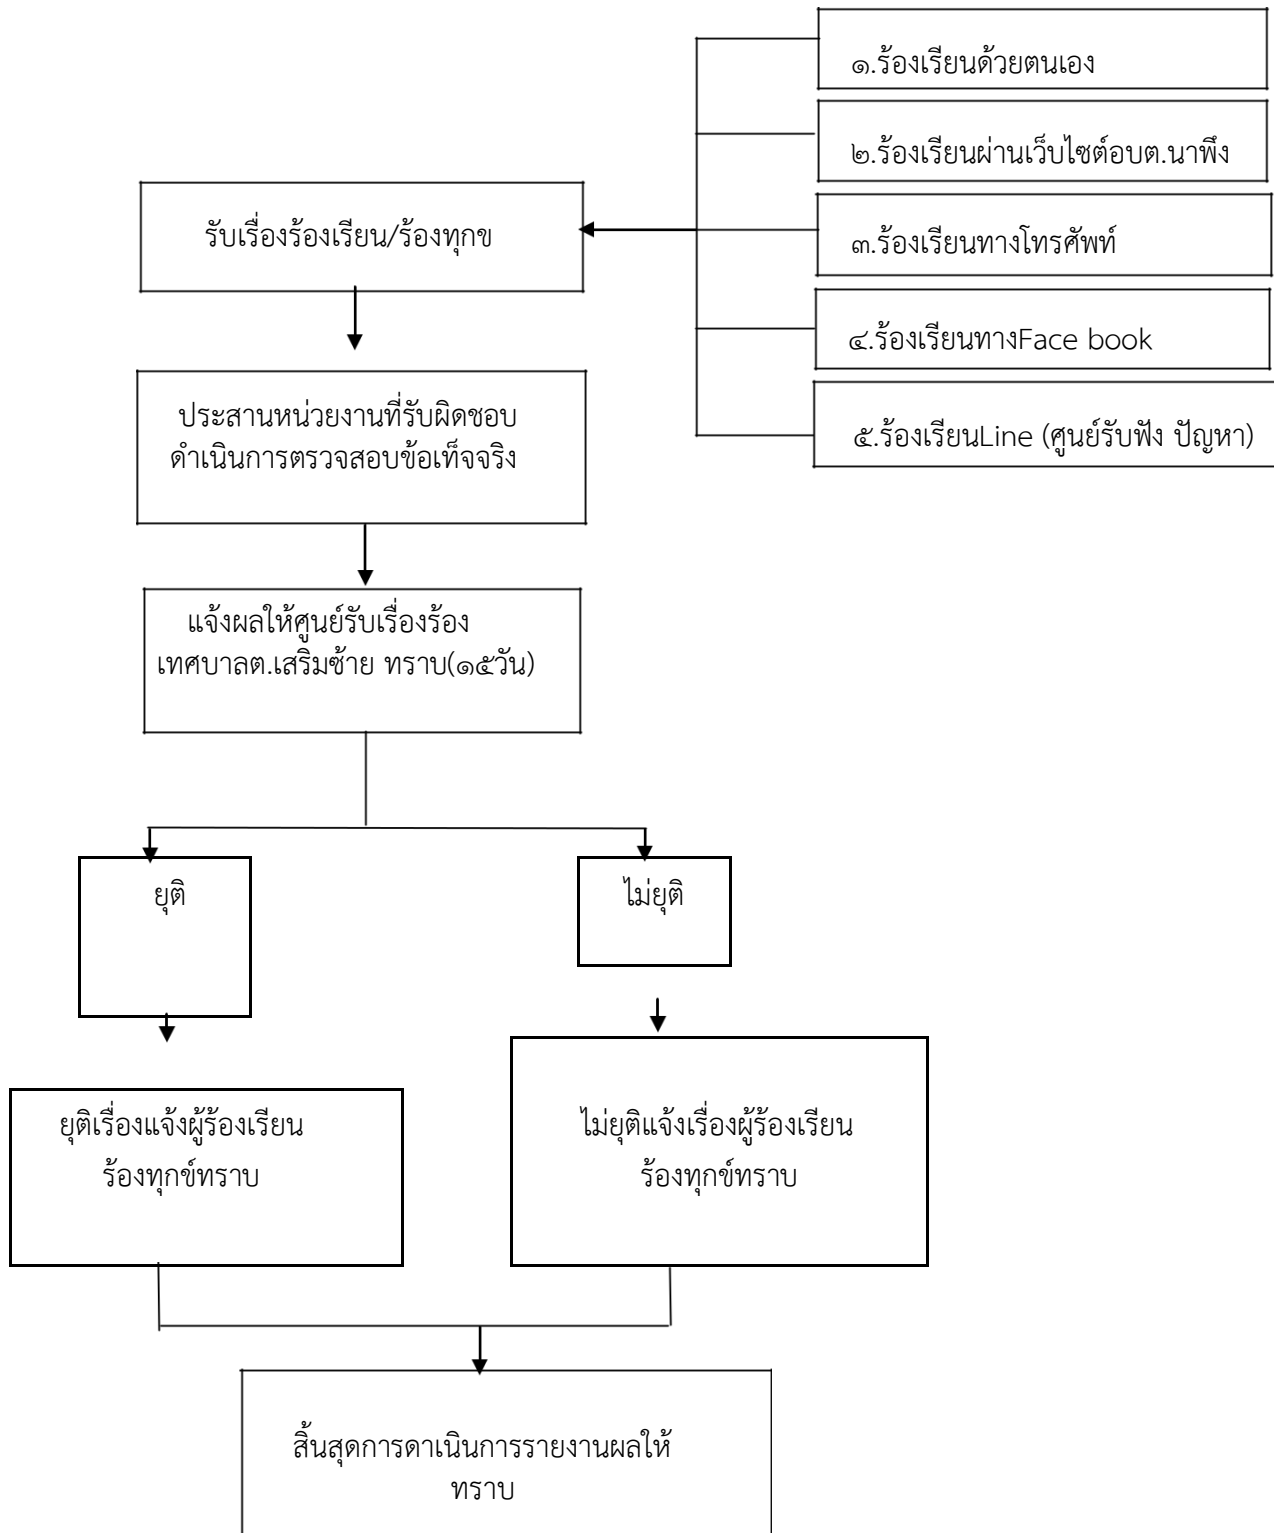 ๑.ร้องเรียนด้วยตนเอง
๒.ร้องเรียนผ่านเว็บไซต์อบต.นาพึง
๓.ร้องเรียนทางโทรศัพท์
๔.ร้องเรียนทางFace book
๕.ร้องเรียนLine (ศูนย์รับฟัง ปัญหา)
รับเรื่องร้องเรียน/ร้องทุกข
ประสานหน่วยงานที่รับผิดชอบ
ดำเนินการตรวจสอบข้อเท็จจริง
แจ้งผลให้ศูนย์รับเรื่องร้อง
เทศบาลต.เสริมซ้าย ทราบ(๑๕วัน)
ยุติ
ไม่ยุติ
ยุติเรื่องแจ้งผู้ร้องเรียน
ร้องทุกข์ทราบ
ไม่ยุติแจ้งเรื่องผู้ร้องเรียน
ร้องทุกข์ทราบ
สิ้นสุดการดาเนินการรายงานผลให้
ทราบ